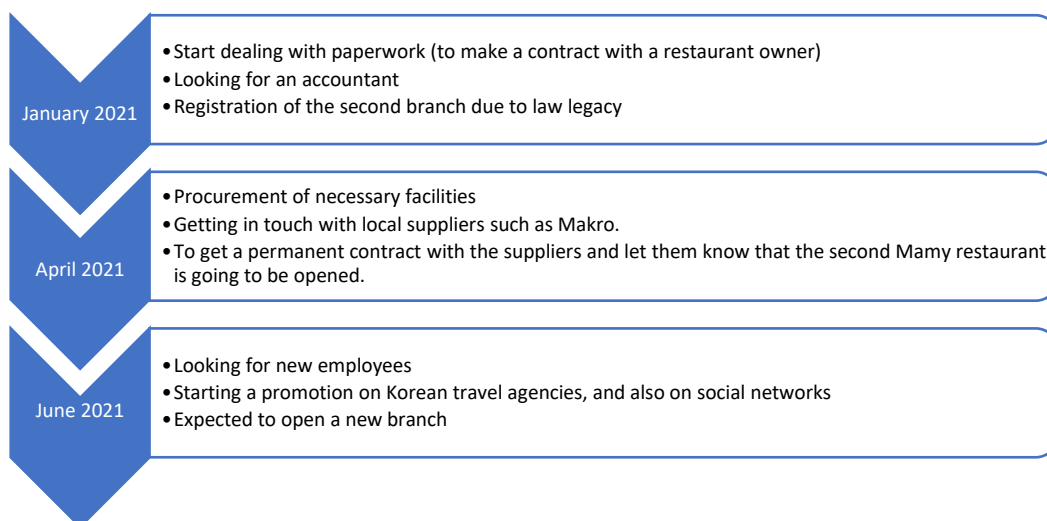 January 2021
•Start dealing with paperwork (to make a contract with a restaurant owner)
•Looking for an accountant
•Registration of the second branch due to law legacy
April 2021
•Procurement of necessary facilities
•Getting in touch with local suppliers such as Makro.
•To get a permanent contract with the suppliers and let them know that the second Mamy restaurant
is going to be opened.
June 2021
•Looking for new employees
•Starting a promotion on Korean travel agencies, and also on social networks
•Expected to open a new branch